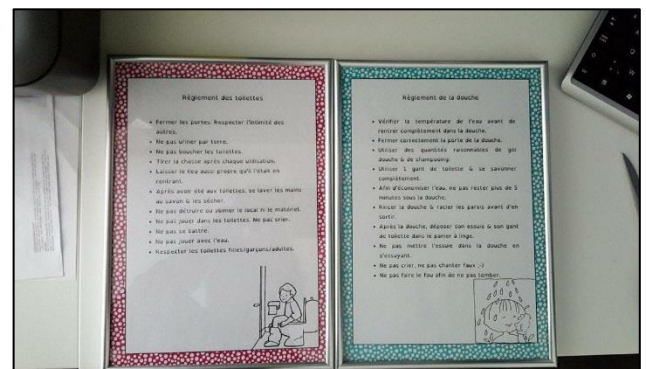 Règlement des toilettes
• Fermer les portes. Respecter l'intimité des
autres.
• Ne pas uriner par terre.
• Ne pas boucher les toilettes.
• Tirer la chasse après chaque utilisation.
• Laisser le lieu aussi propre qu'il l'était en
rentrant.
• Après avoir été aux toilettes, se laver les mains
au savon & les sécher.
• Ne pas détruire ou abimer le local ni le matériel.
• Ne pas jouer dans les toilettes. Ne pas crier.
• Ne pas se battre.
• Ne pas jouer avec l'eau.
• Respecter les toilettes filles/garçons/adultes.
Règlement de la douche
• Vérifier la température de l'eau avant de
rentrer complètement dans la douche.
• Fermer correctement la porte de la douche.
• Utiliser des quantités raisonnables de gel
douche & de shampoing.
• Utiliser 1 gant de toilette & se savonner
complètement.
• Afin d'économiser l'eau, ne pas rester plus de 5
minutes sous la douche.
• Rincer la douche & racler les parois avant d'en
sortir.
• Après la douche, déposer son essuie & son gant
de toilette dans le panier à linge.
• Ne pas mettre l'essuie dans la douche en
s'essuyant.
• Ne pas crier, ne pas chanter faux ;-)
• Ne pas faire le fou afin de ne pas tomber.